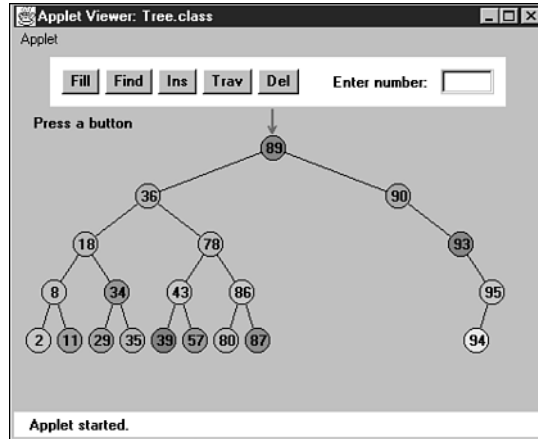 Applet Viewer: Tree.class
Applet
Fill Find Ins Trav Del Enter number:
Press a button
89
36 90
18 78 93
8 34 43 86 95
2 11 29 35 39 57 80 87 94
Applet started.